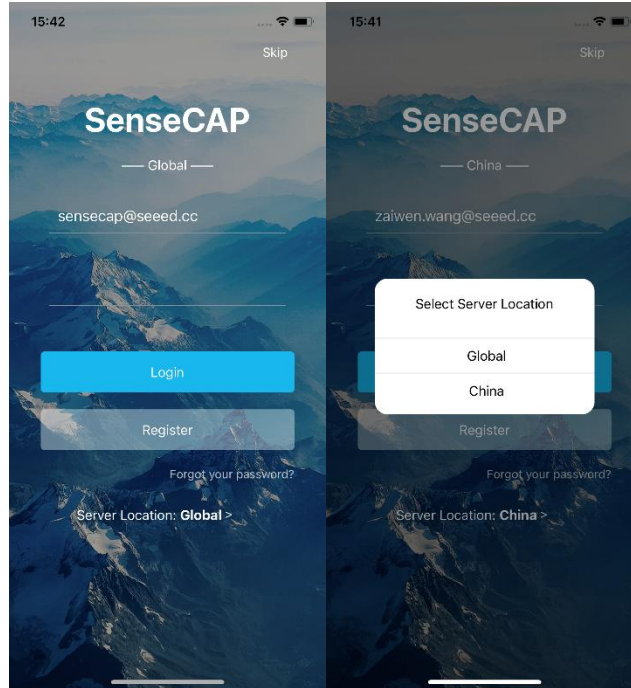 15:42
Skip
SenseCAP
Global
sensecap@seeed.cc
Login
Register
Forgot your password?
Server Location: Global >
15:41
Skip
SenseCAP
China
zaiwen.wang@seeed.cc
Select Server Location
Global
China
Register
Forgot your password?
Server Location: China >